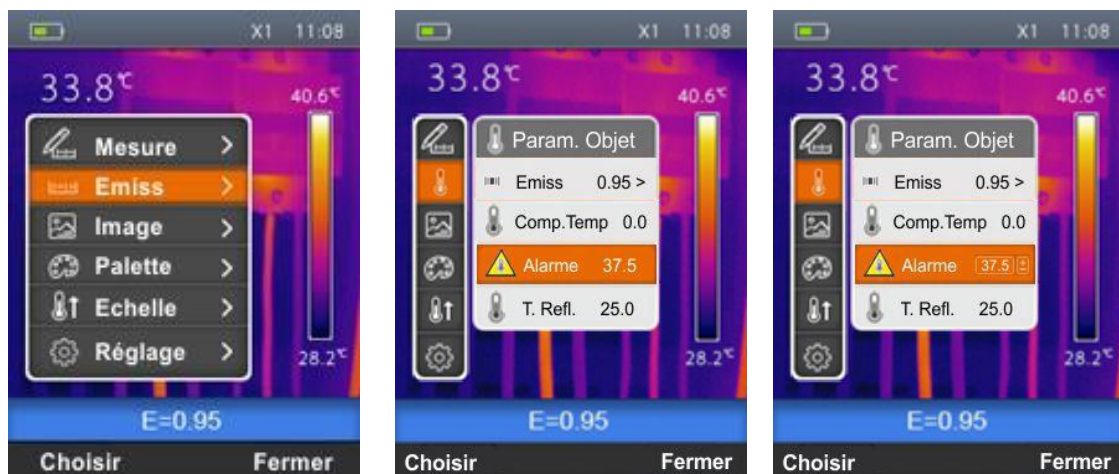 X1 11:08
33.8℃
40.6℃
Mesure >
Emiss >
Image >
Palette >
Echelle >
Réglage >
28.2℃
E=0.95
Choisir Fermer
X1 11:08
33.8℃
40.6℃
Param. Objet
Emiss 0.95 >
Comp.Temp 0.0
Alarme 37.5
T. Refl. 25.0
28.2℃
E=0.95
Choisir Fermer
X1 11:08
33.8℃
40.6℃
Param. Objet
Emiss 0.95 >
Comp.Temp 0.0
Alarme 37.5 ±
T. Refl. 25.0
28.2℃
E=0.95
Choisir Fermer